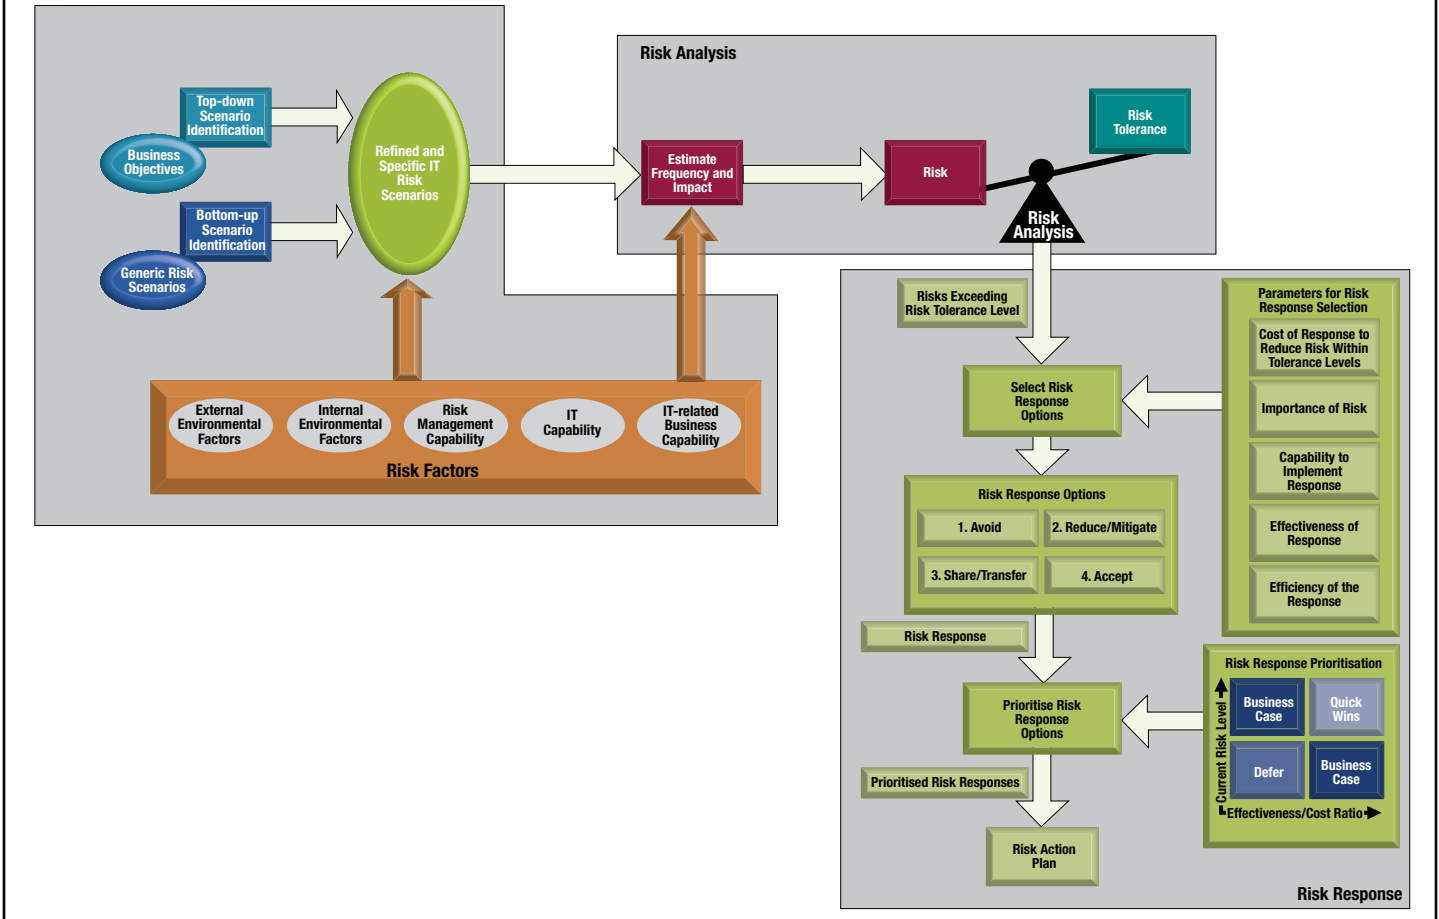 Top-down
Scenario
Identification
Business
Objectives
Bottom-up
Scenario
Identification
Generic Risk
Scenarios
Refined and
Specific IT
Risk
Scenarios
External
Environmental
Factors
Internal
Environmental
Factors
Risk
Management
Capability
IT
Capability
IT-related
Business
Capability
Risk Factors
Risk Analysis
Estimate
Frequency and
Impact
Risk
Risk
Tolerance
Risk
Analysis
Risks Exceeding
Risk Tolerance Level
Select Risk
Response
Options
Parameters for Risk
Response Selection
Cost of Response to
Reduce Risk Within
Tolerance Levels
Importance of Risk
Capability to
Implement
Response
Effectiveness of
Response
Efficiency of the
Response
Risk Response Options
1. Avoid
2. Reduce/Mitigate
3. Share/Transfer
4. Accept
Risk Response
Prioritise Risk
Response
Options
Risk Response Prioritisation
Current Risk Level
Business
Case
Quick
Wins
Defer
Business
Case
Effectiveness/Cost Ratio
Prioritised Risk Responses
Risk Action
Plan
Risk Response